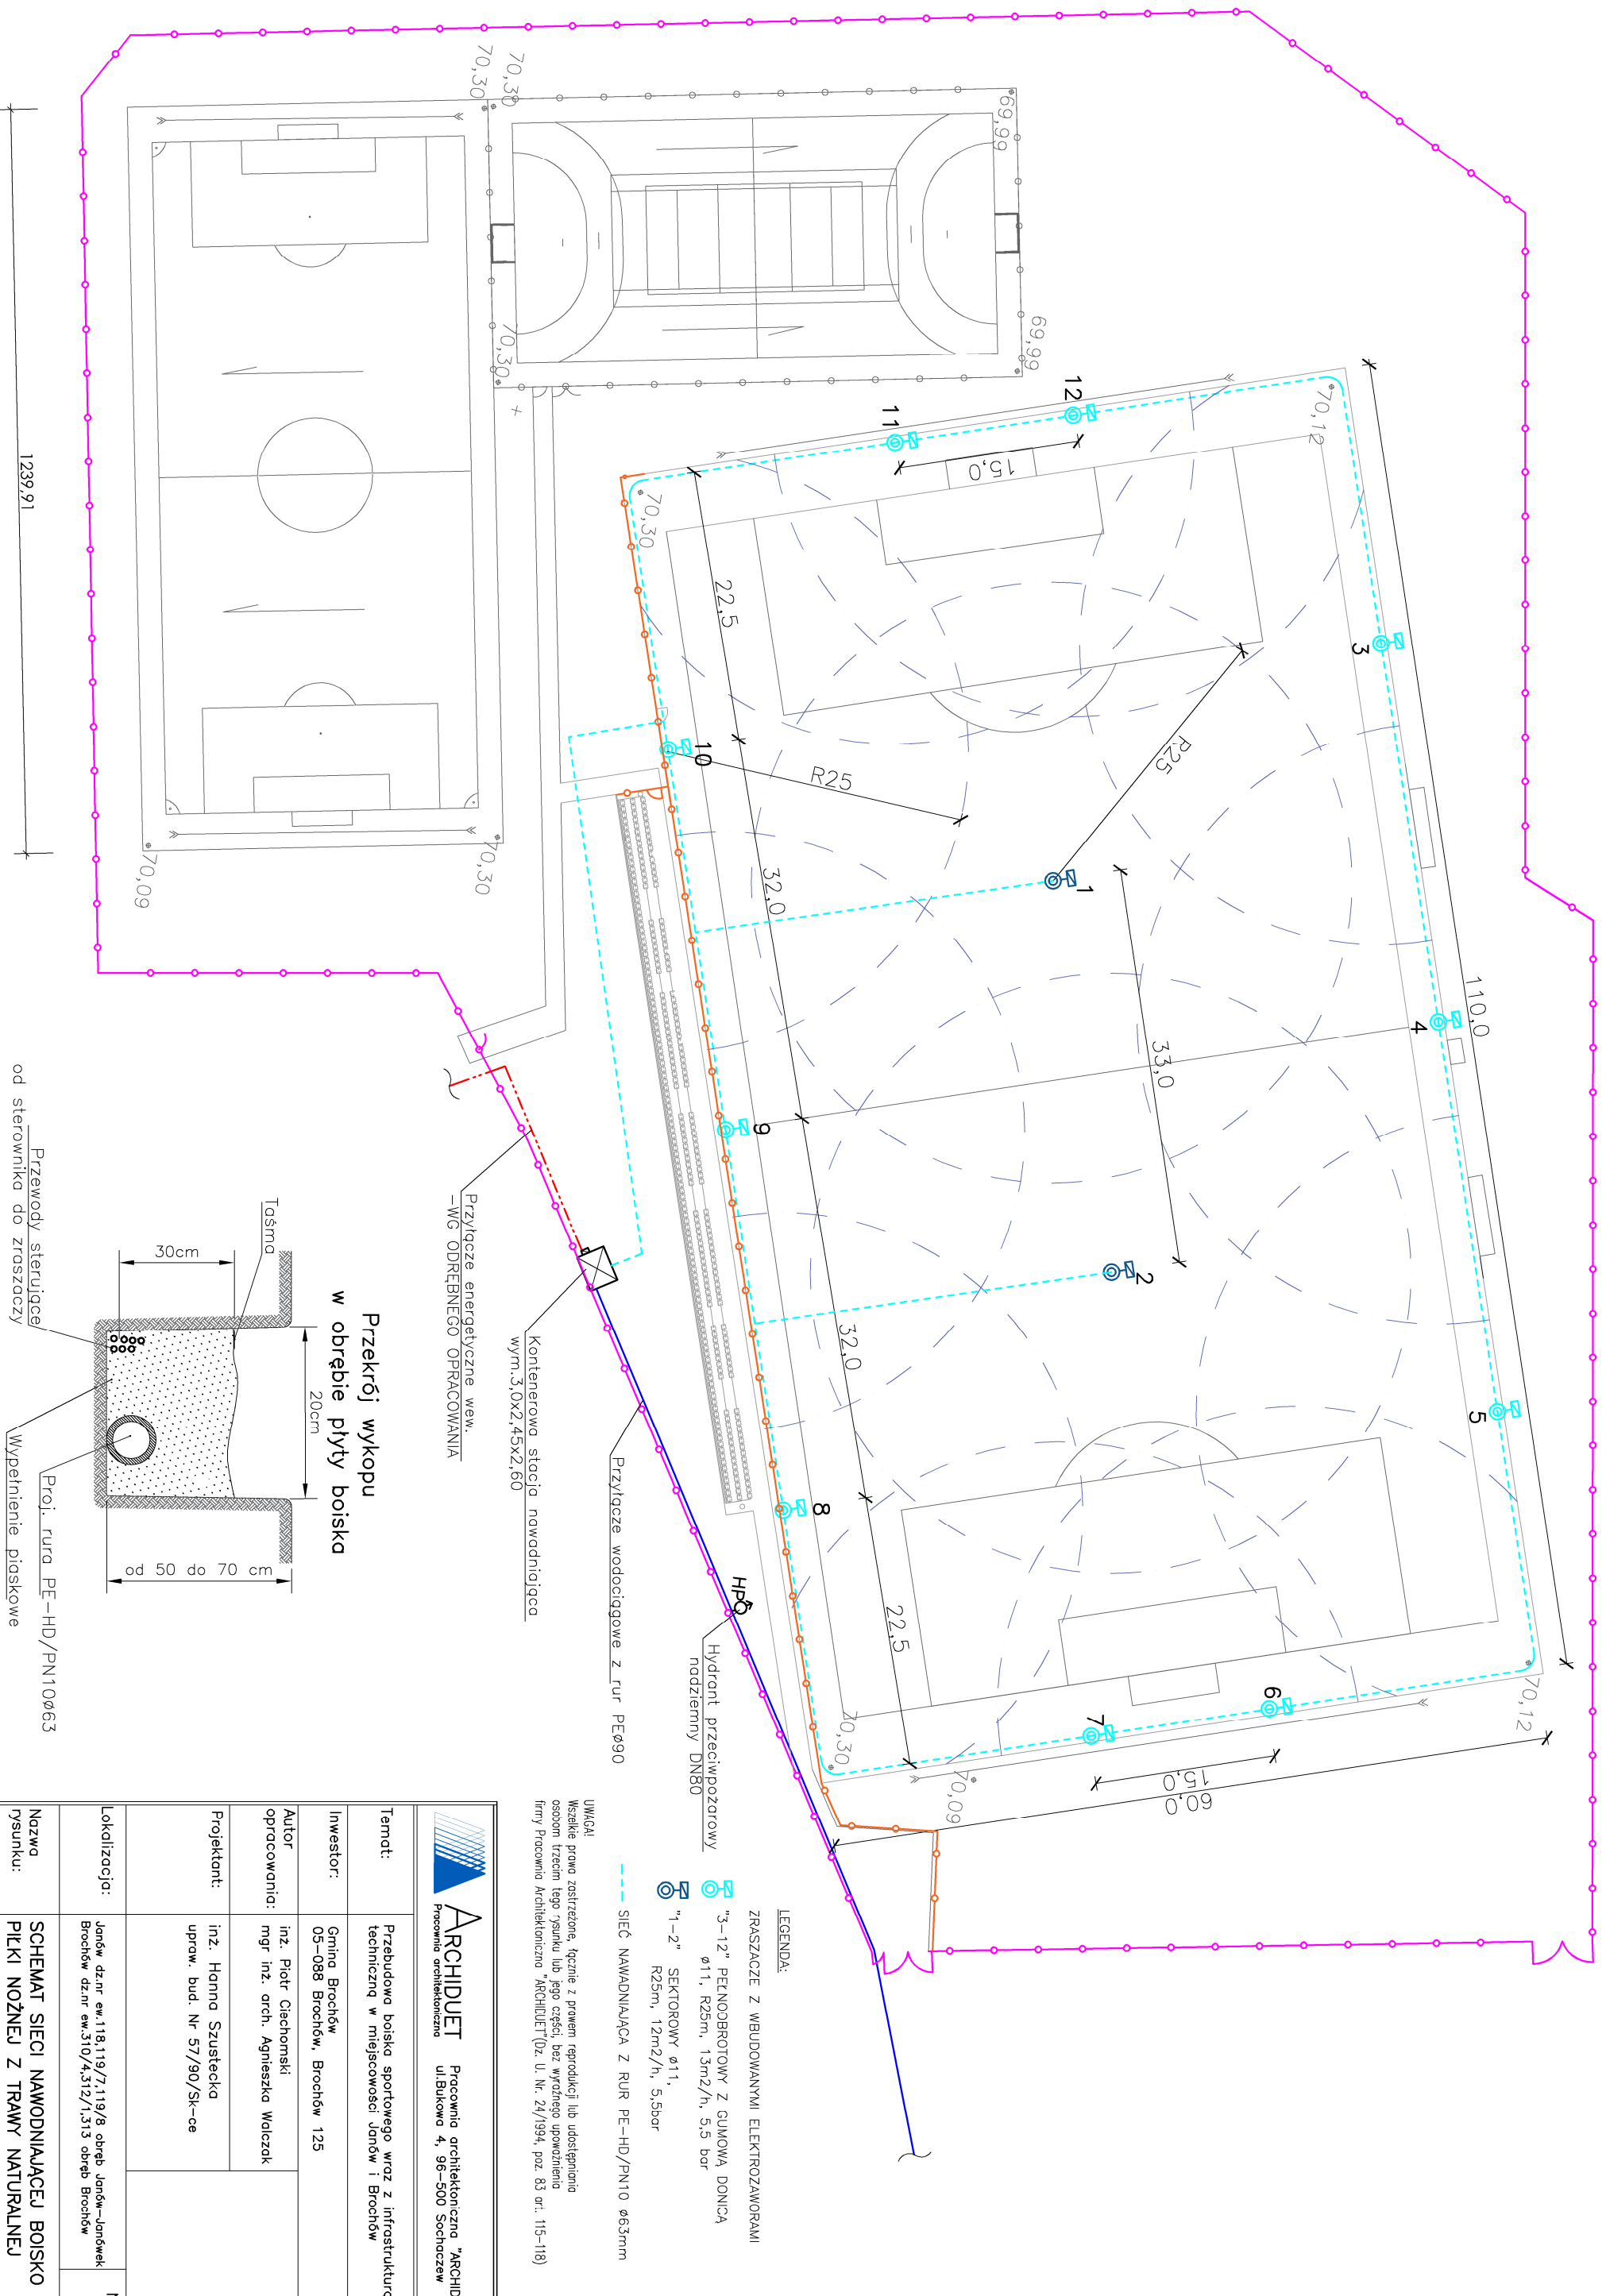 70,30
70,30
69,99
69,99
70,30
70,30
70,09
1239,91
12
11
15,0
70,12
70,30
3
22,5
10
R25
R25
1
32,0
110,0
4
33,0
9
2
32,0
5
8
22,5
6
7
15,0
60,0
70,12
70,30
70,09
HP
Przyłącze energetyczne wew.
-WG ODRĘBNEGO OPRACOWANIA
Kontenerowa stacja nawadniająca
wym.3,0x2,45x2,60
Przyłącze wodociągowe z rur PEø90
Hydrant przeciwpożarowy
nadziemny DN80
Przekrój wykopu
w obrębie płyty boiska
Taśma
20cm
30cm
od 50 do 70 cm
Przewody sterujące
od sterownika do zraszaczy
Proj. rura PE-HD/PN10ø63
Wypełnienie piaskowe
LEGENDA:
ZRASZACZE Z WBUDOWANYMI ELEKTROZAWORAMI
"3-12" PEŁNOOBROTOWY Z GUMOWĄ DONICĄ
ø11, R25m, 13m2/h, 5,5 bar
"1-2" SEKTOROWY ø11,
R25m, 12m2/h, 5,5bar
SIEĆ NAWADNIAJĄCA Z RUR PE-HD/PN10 ø63mm
UWAGA!
Wszelkie prawa zastrzeżone, łącznie z prawem reprodukcji lub udostępniania
osobom trzecim tego rysunku lub jego części, bez wyraźnego upoważnienia
firmy Pracownia Architektoniczna "ARCHIDUET"(Dz. U. Nr. 24/1994, poz. 83 art. 115-118)
ARCHIDUET
Pracownia architektoniczna
Pracownia architektoniczna "ARCHID
ul.Bukowa 4, 96-500 Sochaczew
Temat:
Przebudowa boiska sportowego wraz z infrastruktur
techniczną w miejscowości Janów i Brochów
Inwestor:
Gmina Brochów
05-088 Brochów, Brochów 125
Autor
opracowania:
inż. Piotr Ciechomski
mgr inż. arch. Agnieszka Walczak
Projektant:
inż. Hanna Szustecka
upraw. bud. Nr 57/90/Sk-ce
Lokalizacja:
Janów dz.nr ew.118,119/7,119/8 obręb Janów-Janówek
Brochów dz.nr ew.310/4,312/1,313 obręb Brochów
Nazwa
rysunku:
SCHEMAT SIECI NAWODNIAJĄCEJ BOISKO
PIŁKI NOŻNEJ Z TRAWY NATURALNEJ